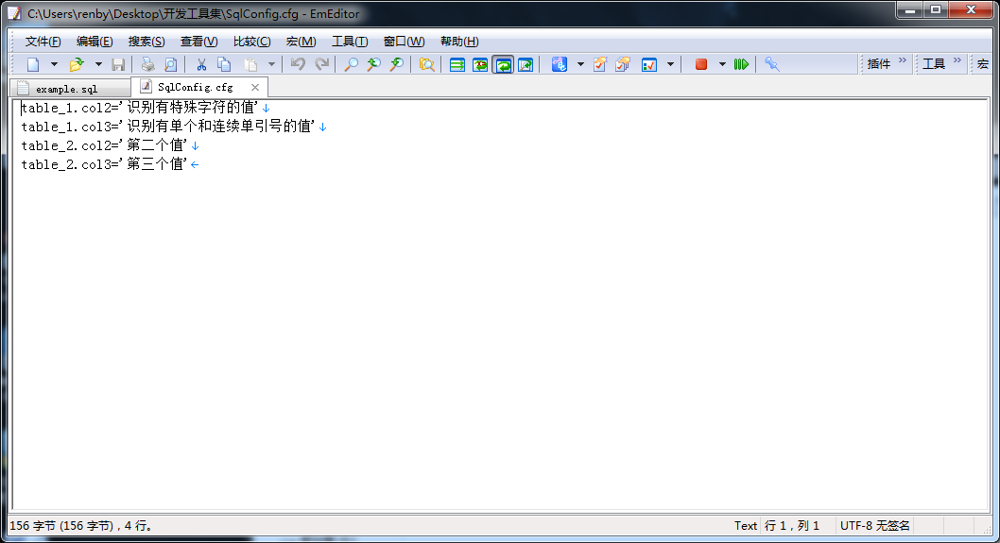 C:\Users\renby\Desktop\开发工具集\SqlConfig.cfg - EmEditor
文件(F) 编辑(E) 搜索(S) 查看(V) 比较(C) 宏(M) 工具(T) 窗口(W) 帮助(H)
插件 » 工具 » 宏
example.sql SqlConfig.cfg
table_1.col2='识别有特殊字符的值'↓
table_1.col3='识别有单个和连续单引号的值'↓
table_2.col2='第二个值'↓
table_2.col3='第三个值'←
156 字节 (156 字节)，4 行。 Text 行 1，列 1 UTF-8 无签名